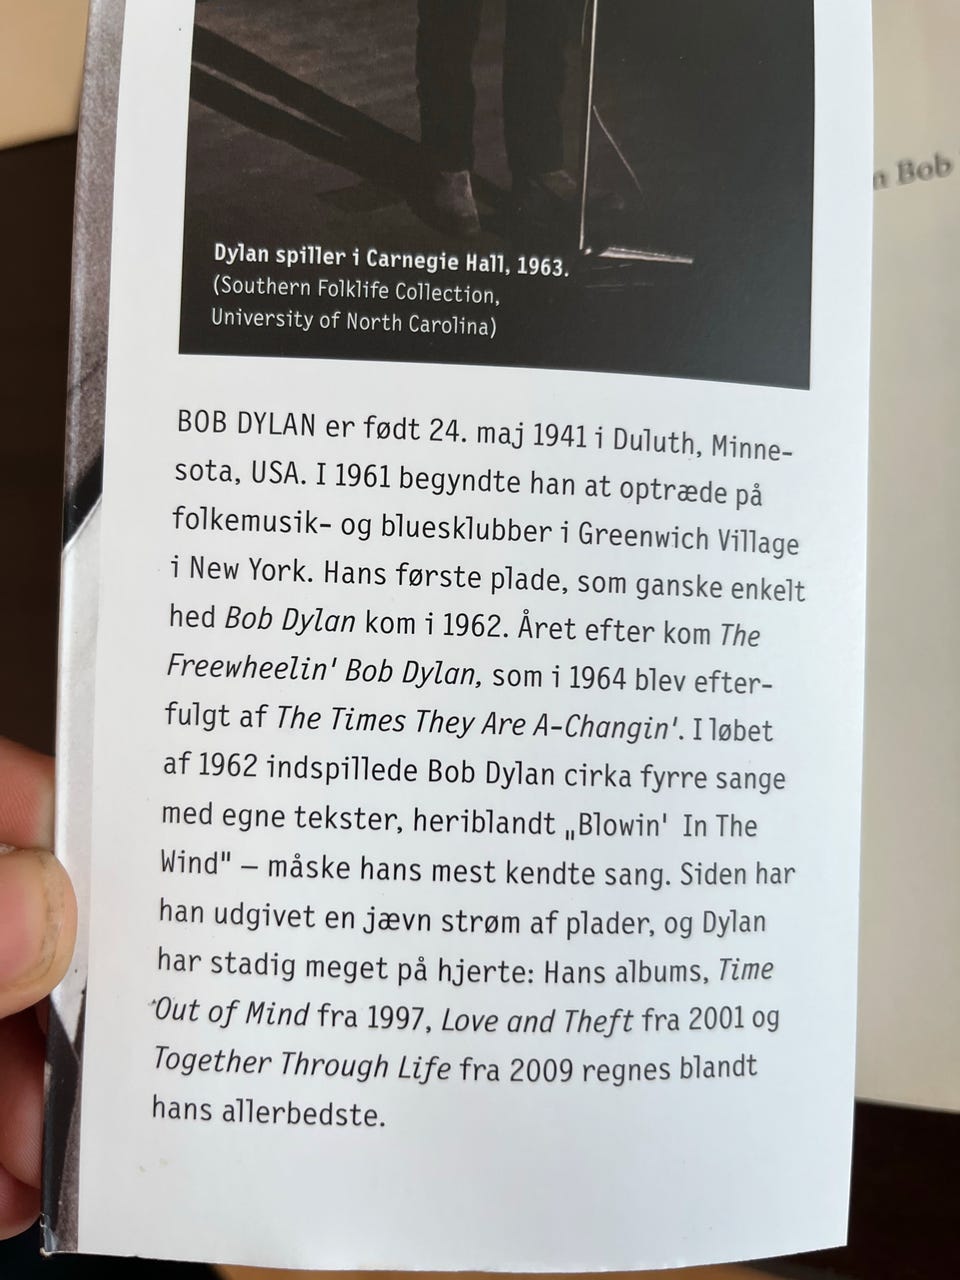 Dylan spiller i Carnegie Hall, 1963.
(Southern Folklife Collection,
University of North Carolina)
BOB DYLAN er født 24. maj 1941 i Duluth, Minne-
sota, USA. I 1961 begyndte han at optræde på
folkemusik- og bluesklubber i Greenwich Village
i New York. Hans første plade, som ganske enkelt
hed Bob Dylan kom i 1962. Året efter kom The
Freewheelin' Bob Dylan, som i 1964 blev efter-
fulgt af The Times They Are A-Changin'. I løbet
af 1962 indspillede Bob Dylan cirka fyrre sange
med egne tekster, heriblandt „Blowin' In The
Wind" – måske hans mest kendte sang. Siden har
han udgivet en jævn strøm af plader, og Dylan
har stadig meget på hjerte: Hans albums, Time
Out of Mind fra 1997, Love and Theft fra 2001 og
Together Through Life fra 2009 regnes blandt
hans allerbedste.
Bob